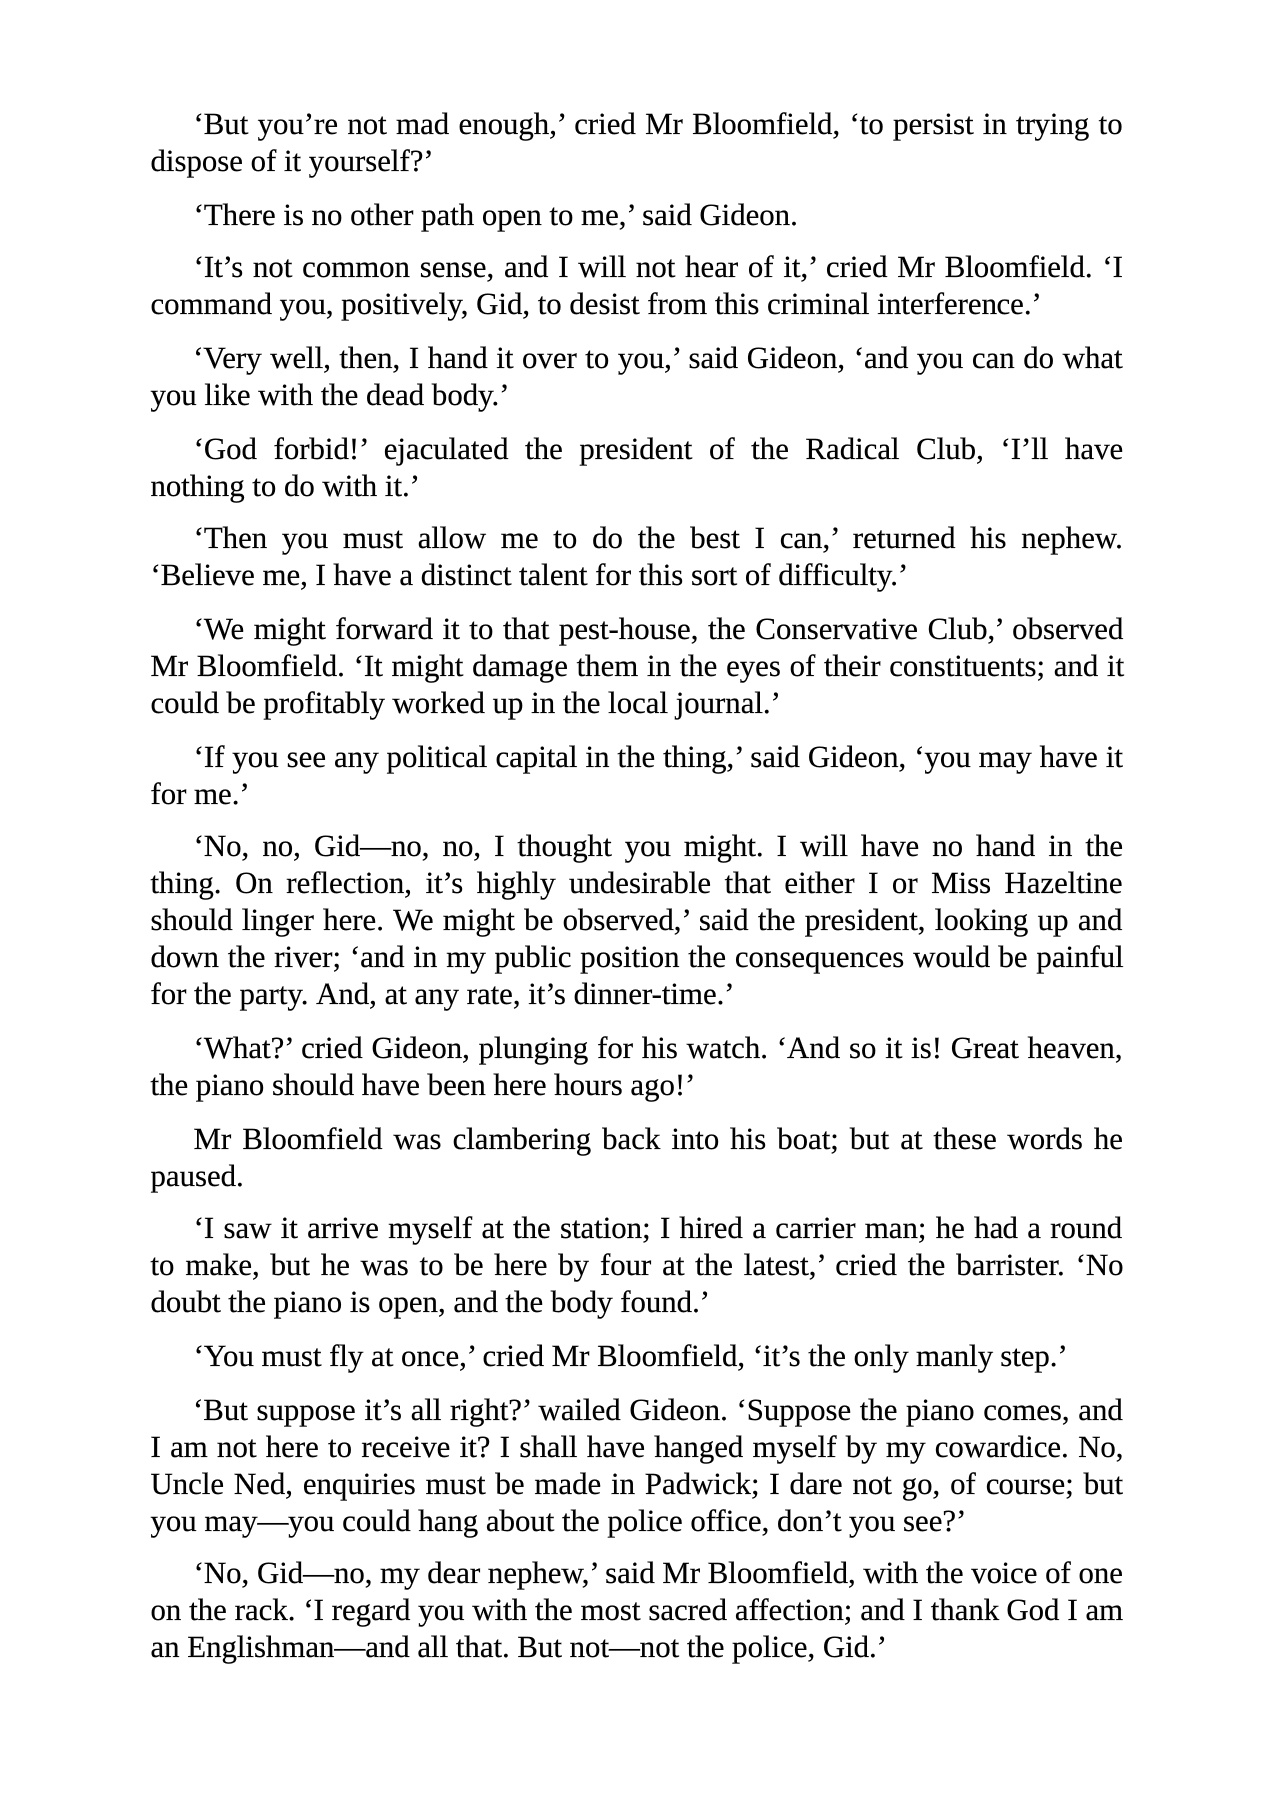 ‘But you’re not mad enough,’ cried Mr Bloomfield, ‘to persist in trying to
dispose of it yourself?’
‘There is no other path open to me,’ said Gideon.
‘It’s not common sense, and I will not hear of it,’ cried Mr Bloomfield. ‘I
command you, positively, Gid, to desist from this criminal interference.’
‘Very well, then, I hand it over to you,’ said Gideon, ‘and you can do what
you like with the dead body.’
‘God forbid!’ ejaculated the president of the Radical Club, ‘I’ll have
nothing to do with it.’
‘Then you must allow me to do the best I can,’ returned his nephew.
‘Believe me, I have a distinct talent for this sort of difficulty.’
‘We might forward it to that pest-house, the Conservative Club,’ observed
Mr Bloomfield. ‘It might damage them in the eyes of their constituents; and it
could be profitably worked up in the local journal.’
‘If you see any political capital in the thing,’ said Gideon, ‘you may have it
for me.’
‘No, no, Gid—no, no, I thought you might. I will have no hand in the
thing. On reflection, it’s highly undesirable that either I or Miss Hazeltine
should linger here. We might be observed,’ said the president, looking up and
down the river; ‘and in my public position the consequences would be painful
for the party. And, at any rate, it’s dinner-time.’
‘What?’ cried Gideon, plunging for his watch. ‘And so it is! Great heaven,
the piano should have been here hours ago!’
Mr Bloomfield was clambering back into his boat; but at these words he
paused.
‘I saw it arrive myself at the station; I hired a carrier man; he had a round
to make, but he was to be here by four at the latest,’ cried the barrister. ‘No
doubt the piano is open, and the body found.’
‘You must fly at once,’ cried Mr Bloomfield, ‘it’s the only manly step.’
‘But suppose it’s all right?’ wailed Gideon. ‘Suppose the piano comes, and
I am not here to receive it? I shall have hanged myself by my cowardice. No,
Uncle Ned, enquiries must be made in Padwick; I dare not go, of course; but
you may—you could hang about the police office, don’t you see?’
‘No, Gid—no, my dear nephew,’ said Mr Bloomfield, with the voice of one
on the rack. ‘I regard you with the most sacred affection; and I thank God I am
an Englishman—and all that. But not—not the police, Gid.’